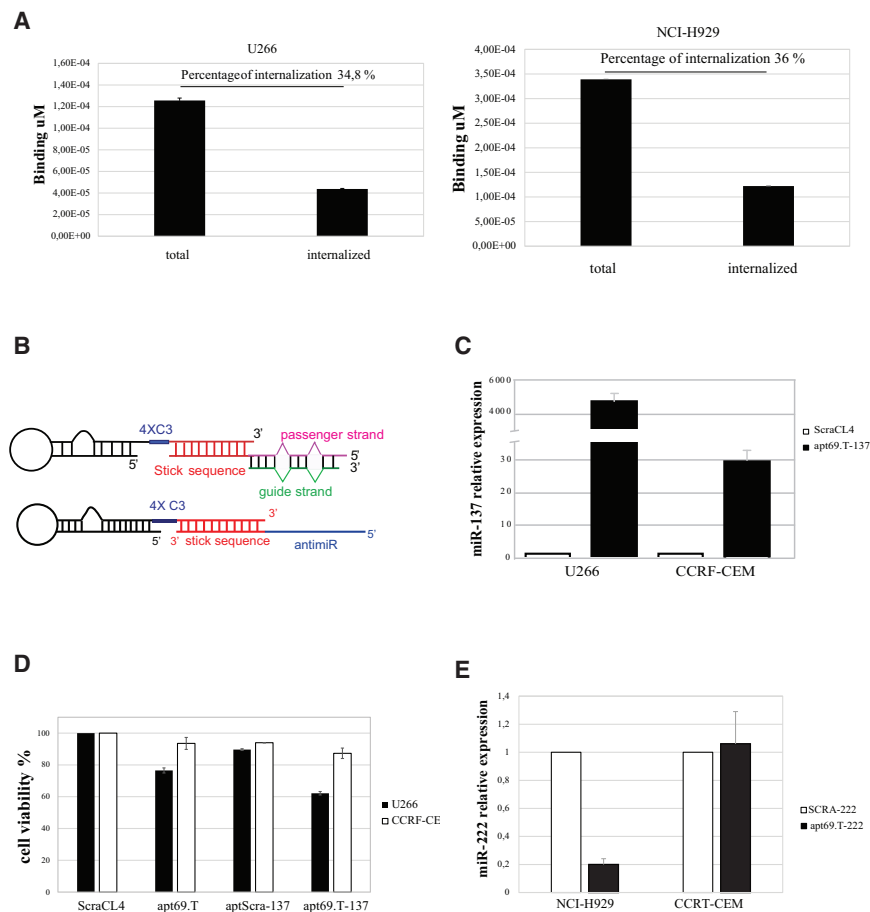 A
U266
Percentage of internalization 34,8 %
Binding uM
1,60E-04
1,40E-04
1,20E-04
1,00E-04
8,00E-05
6,00E-05
4,00E-05
2,00E-05
0,00E+00
total
internalized
NCI-H929
Percentage of internalization 36 %
Binding uM
4,00E-04
3,50E-04
3,00E-04
2,50E-04
2,00E-04
1,50E-04
1,00E-04
5,00E-05
0,00E+00
total
internalized
B
4XC3
3'
passenger strand
5'
Stick sequence
5'
3'
guide strand
4X C3
3'
5'
3' stick sequence
antimiR
5'
C
miR-137 relative expression
6000
4000
30
20
10
0
U266
CCRF-CEM
ScraCL4
apt69.T-137
D
cell viability %
100
80
60
40
20
0
ScraCL4
apt69.T
aptScra-137
apt69.T-137
U266
CCRF-CE
E
miR-222 relative expression
1,4
1,2
1
0,8
0,6
0,4
0,2
0
NCI-H929
CCRT-CEM
SCRA-222
apt69.T-222